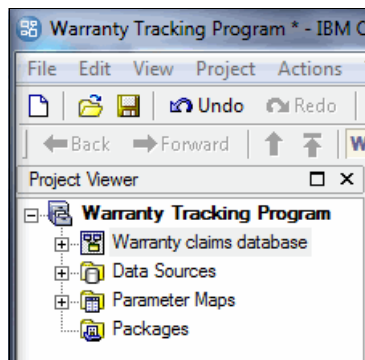 Warranty Tracking Program * - IBM
File Edit View Project Actions
Undo Redo
Back Forward
Project Viewer
Warranty Tracking Program
Warranty claims database
Data Sources
Parameter Maps
Packages